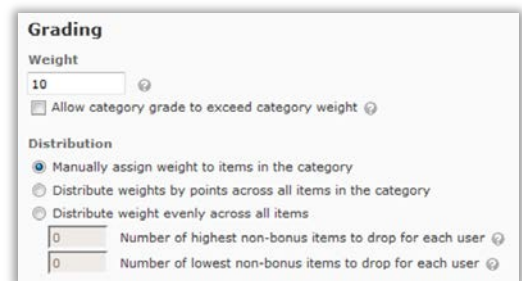 Grading
Weight
10
Allow category grade to exceed category weight
Distribution
Manually assign weight to items in the category
Distribute weights by points across all items in the category
Distribute weight evenly across all items
0 Number of highest non-bonus items to drop for each user
0 Number of lowest non-bonus items to drop for each user